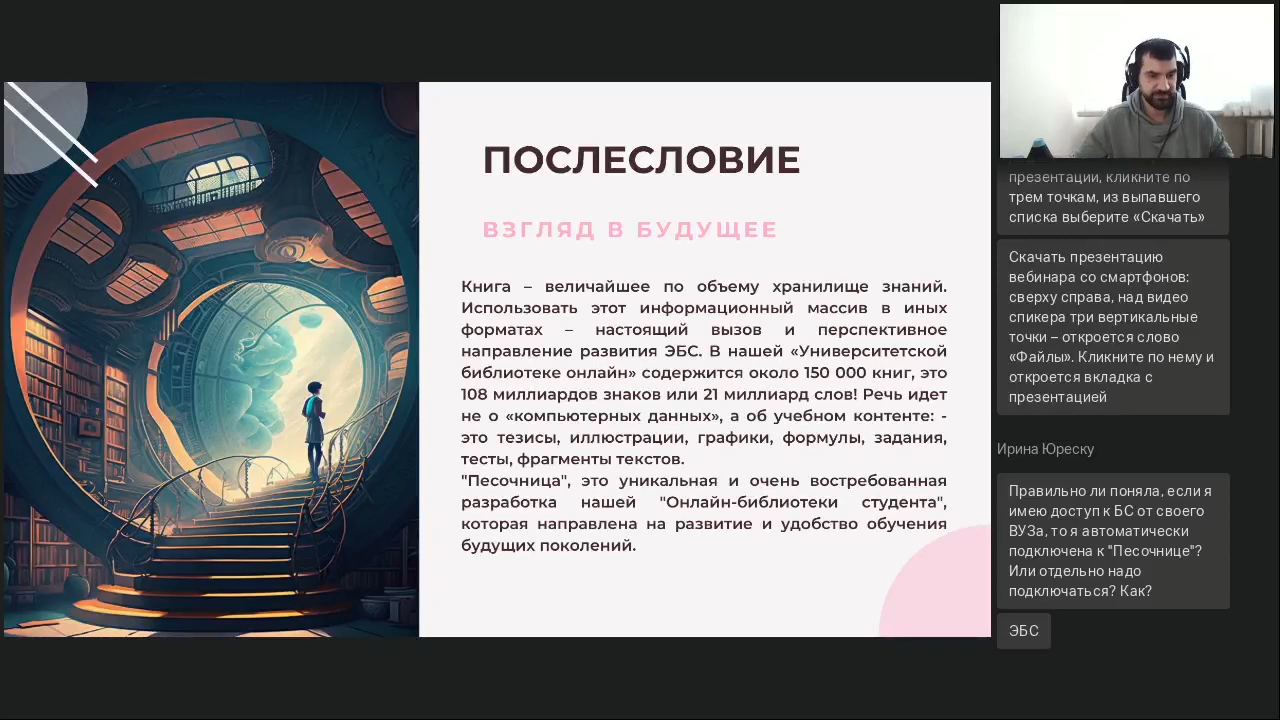 ПОСЛЕСЛОВИЕ
ВЗГЛЯД В БУДУЩЕЕ
Книга – величайшее по объему хранилище знаний.
Использовать этот информационный массив в иных
форматах – настоящий вызов и перспективное
направление развития ЭБС. В нашей «Университетской
библиотеке онлайн» содержится около 150 000 книг, это
108 миллиардов знаков или 21 миллиард слов! Речь идет
не о «компьютерных данных», а об учебном контенте: -
это тезисы, иллюстрации, графики, формулы, задания,
тесты, фрагменты текстов.
"Песочница", это уникальная и очень востребованная
разработка нашей "Онлайн-библиотеки студента",
которая направлена на развитие и удобство обучения
будущих поколений.
презентации, кликните по
трем точкам, из выпавшего
списка выберите «Скачать»
Скачать презентацию
вебинара со смартфонов:
сверху справа, над видео
спикера три вертикальные
точки – откроется слово
«Файлы». Кликните по нему и
откроется вкладка с
презентацией
Ирина Юреску
Правильно ли поняла, если я
имею доступ к БС от своего
ВУЗа, то я автоматически
подключена к "Песочнице"?
Или отдельно надо
подключаться? Как?
ЭБС